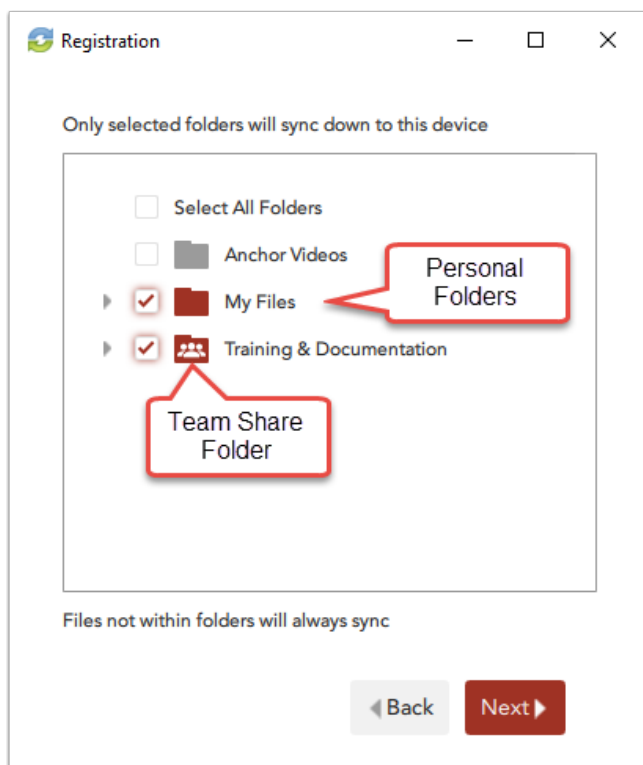 Registration
Only selected folders will sync down to this device
Select All Folders
Anchor Videos
Personal
Folders
My Files
Training & Documentation
Team Share
Folder
Files not within folders will always sync
Back
Next